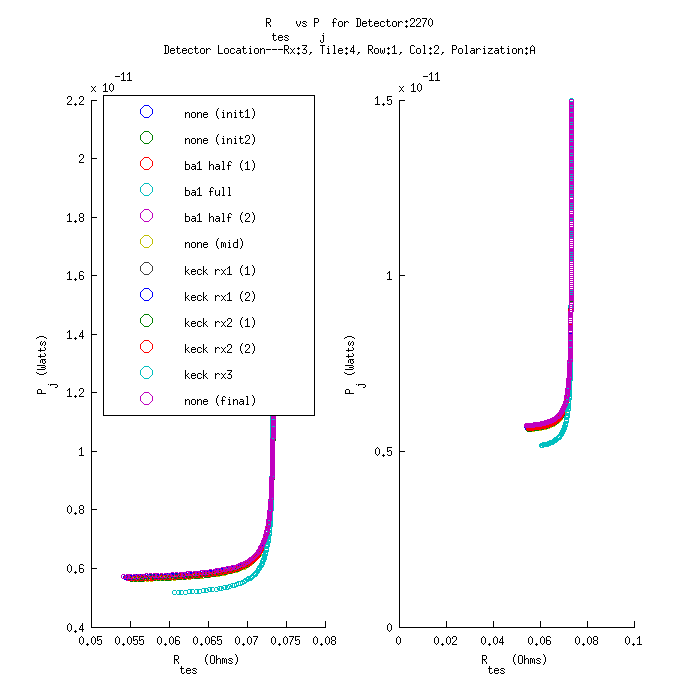 R tes vs P j for Detector:2270
Detector Location---Rx:3, Tile:4, Row:1, Col:2, Polarization:A
x 10^-11
2.2
2
1.8
1.6
1.4
1.2
1
0.8
0.6
0.4
0.05 0.055 0.06 0.065 0.07 0.075 0.08
P j (Watts)
R tes (Ohms)
none (init1)
none (init2)
ba1 half (1)
ba1 full
ba1 half (2)
none (mid)
keck rx1 (1)
keck rx1 (2)
keck rx2 (1)
keck rx2 (2)
keck rx3
none (final)
x 10^-11
1.5
1
0.5
0
0 0.02 0.04 0.06 0.08 0.1
P j (Watts)
R tes (Ohms)